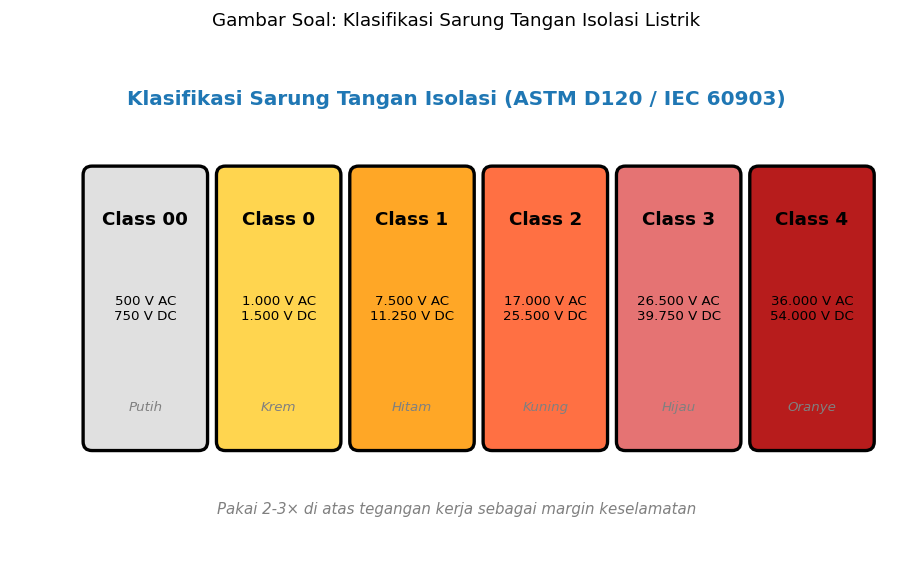 Gambar Soal: Klasifikasi Sarung Tangan Isolasi Listrik
Klasifikasi Sarung Tangan Isolasi (ASTM D120 / IEC 60903)
Class 00
500 V AC
750 V DC
Putih
Class 0
1.000 V AC
1.500 V DC
Krem
Class 1
7.500 V AC
11.250 V DC
Hitam
Class 2
17.000 V AC
25.500 V DC
Kuning
Class 3
26.500 V AC
39.750 V DC
Hijau
Class 4
36.000 V AC
54.000 V DC
Oranye
Pakai 2-3× di atas tegangan kerja sebagai margin keselamatan